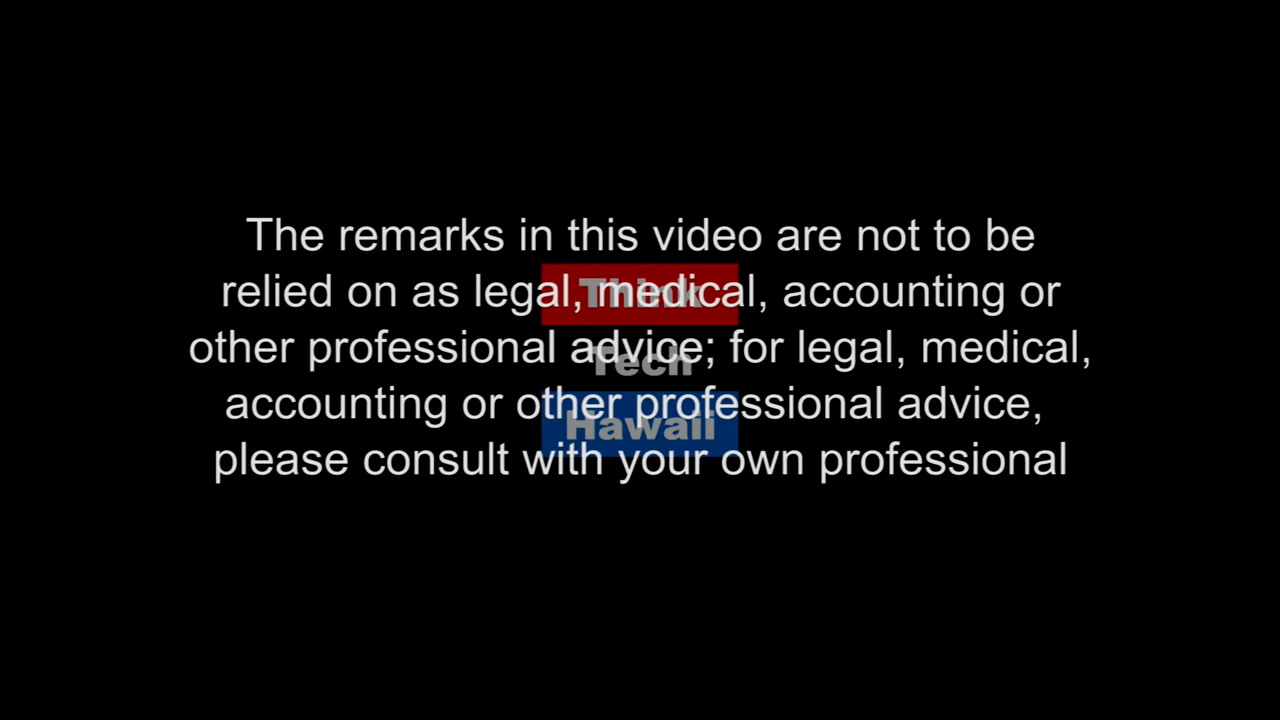 The remarks in this video are not to be
relied on as legal, medical, accounting or
other professional advice; for legal, medical,
accounting or other professional advice,
please consult with your own professional
Think
Tech
Hawaii